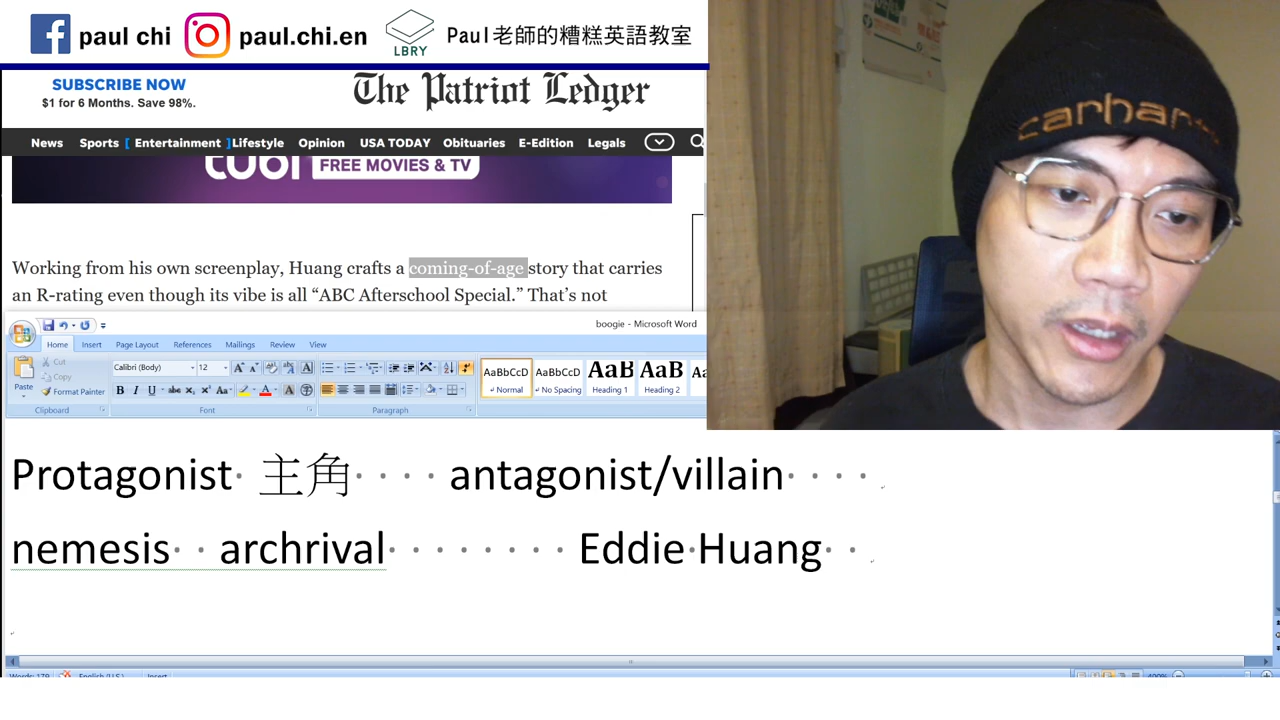 paul chi
paul.chi.en
LBRY
Paul老師的糟糕英語教室
SUBSCRIBE NOW
$1 for 6 Months. Save 98%.
The Patriot Ledger
News Sports [ Entertainment ] Lifestyle Opinion USA TODAY Obituaries E-Edition Legals
tubi FREE MOVIES & TV
carhar
Working from his own screenplay, Huang crafts a coming-of-age story that carries
an R-rating even though its vibe is all “ABC Afterschool Special.” That’s not
boogie - Microsoft Word
Home Insert Page Layout References Mailings Review View
Paste
Cut
Copy
Format Painter
Clipboard
Calibri (Body) 12
Font
Paragraph
AaBbCcD
Normal
AaBbCcD
No Spacing
AaB
Heading 1
AaB
Heading 2
Protagonist 主角 antagonist/villain
nemesis archrival Eddie Huang
Words: 179 English (U.S.) Insert 400%